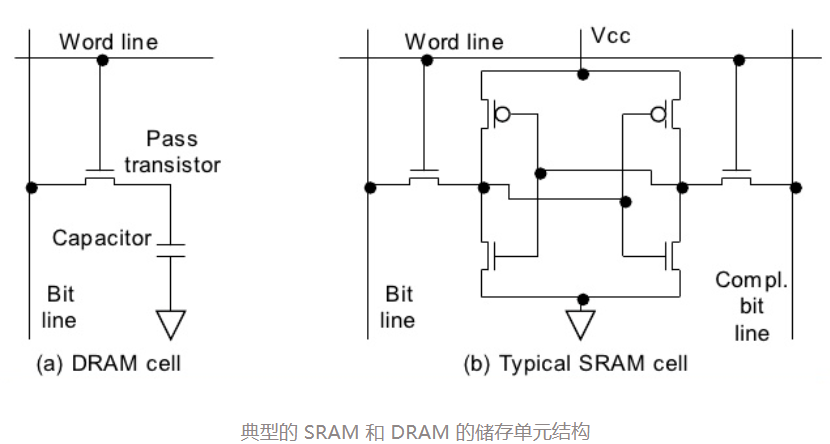 Word line
Pass
transistor
Capacitor
Bit
line
(a) DRAM cell
Word line
Vcc
Bit
line
Compl.
bit
line
(b) Typical SRAM cell
典型的 SRAM 和 DRAM 的储存单元结构